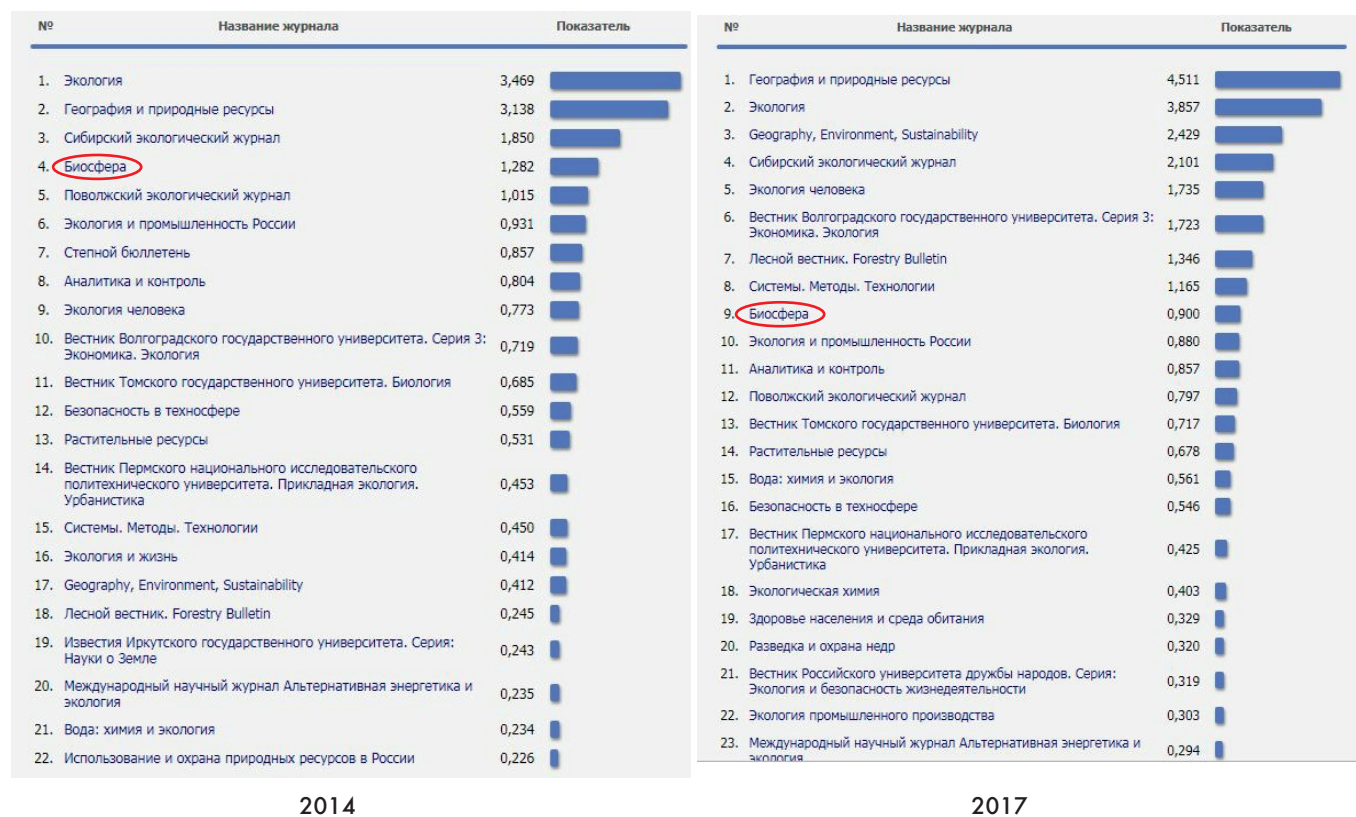 № Название журнала Показатель
1. Экология 3,469
2. География и природные ресурсы 3,138
3. Сибирский экологический журнал 1,850
4. Биосфера 1,282
5. Поволжский экологический журнал 1,015
6. Экология и промышленность России 0,931
7. Степной бюллетень 0,857
8. Аналитика и контроль 0,804
9. Экология человека 0,773
10. Вестник Волгоградского государственного университета. Серия 3:
Экономика. Экология 0,719
11. Вестник Томского государственного университета. Биология 0,685
12. Безопасность в техносфере 0,559
13. Растительные ресурсы 0,531
14. Вестник Пермского национального исследовательского
политехнического университета. Прикладная экология. 0,453
Урбанистика
15. Системы. Методы. Технологии 0,450
16. Экология и жизнь 0,414
17. Geography, Environment, Sustainability 0,412
18. Лесной вестник. Forestry Bulletin 0,245
19. Известия Иркутского государственного университета. Серия:
Науки о Земле 0,243
20. Международный научный журнал Альтернативная энергетика и
экология 0,235
21. Вода: химия и экология 0,234
22. Использование и охрана природных ресурсов в России 0,226
2014
№ Название журнала Показатель
1. География и природные ресурсы 4,511
2. Экология 3,857
3. Geography, Environment, Sustainability 2,429
4. Сибирский экологический журнал 2,101
5. Экология человека 1,735
6. Вестник Волгоградского государственного университета. Серия 3:
Экономика. Экология 1,723
7. Лесной вестник. Forestry Bulletin 1,346
8. Системы. Методы. Технологии 1,165
9. Биосфера 0,900
10. Экология и промышленность России 0,880
11. Аналитика и контроль 0,857
12. Поволжский экологический журнал 0,797
13. Вестник Томского государственного университета. Биология 0,717
14. Растительные ресурсы 0,678
15. Вода: химия и экология 0,561
16. Безопасность в техносфере 0,546
17. Вестник Пермского национального исследовательского
политехнического университета. Прикладная экология. 0,425
Урбанистика
18. Экологическая химия 0,403
19. Здоровье населения и среда обитания 0,329
20. Разведка и охрана недр 0,320
21. Вестник Российского университета дружбы народов. Серия:
Экология и безопасность жизнедеятельности 0,319
22. Экология промышленного производства 0,303
23. Международный научный журнал Альтернативная энергетика и
экология 0,294
2017